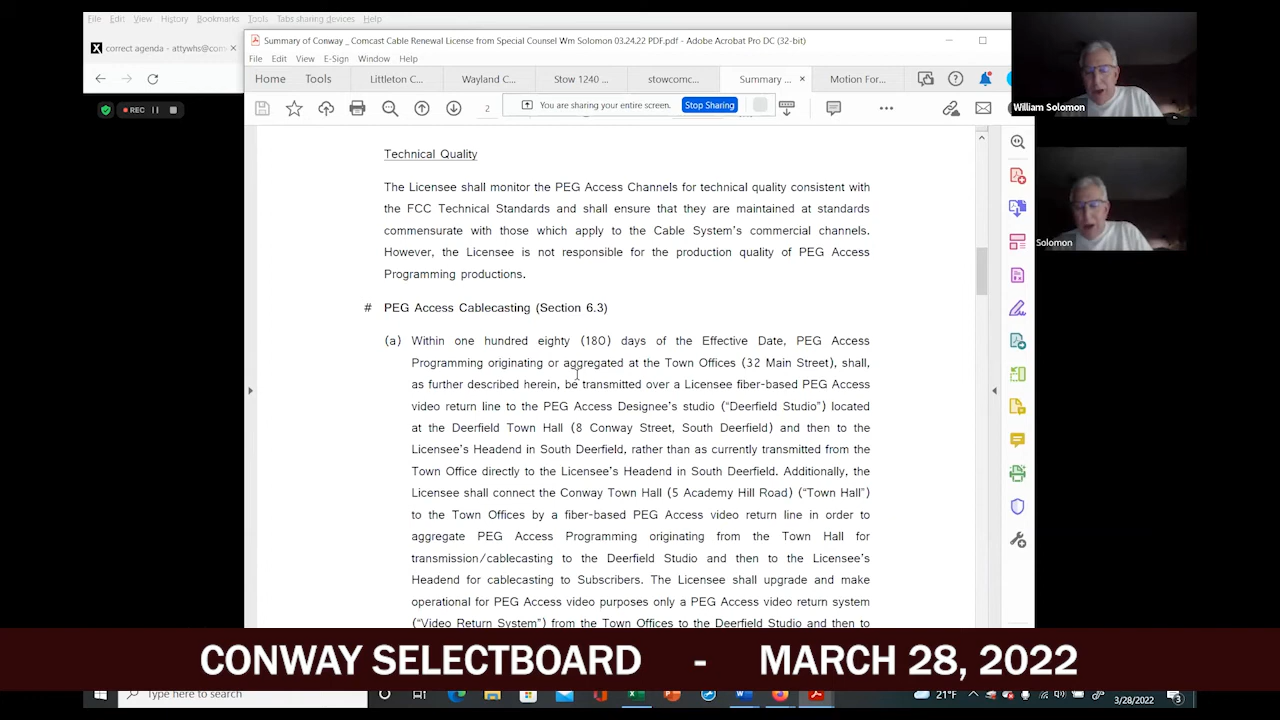 File Edit View History Bookmarks Tools Tabs sharing devices Help
Summary of Conway _ Comcast Cable Renewal License from Special Counsel Wm Solomon 03.24.22 PDF.pdf - Adobe Acrobat Pro DC (32-bit)
correct agenda - attywhs@com
File Edit View E-Sign Window Help
Home Tools Littleton C... Wayland C... Stow 1240 ... stowcomc... Summary ... Motion For...
REC
2
You are sharing your entire screen. Stop Sharing
William Solomon
Solomon
Technical Quality
The Licensee shall monitor the PEG Access Channels for technical quality consistent with
the FCC Technical Standards and shall ensure that they are maintained at standards
commensurate with those which apply to the Cable System's commercial channels.
However, the Licensee is not responsible for the production quality of PEG Access
Programming productions.
# PEG Access Cablecasting (Section 6.3)
(a) Within one hundred eighty (180) days of the Effective Date, PEG Access
Programming originating or aggregated at the Town Offices (32 Main Street), shall,
as further described herein, be transmitted over a Licensee fiber-based PEG Access
video return line to the PEG Access Designee's studio ("Deerfield Studio") located
at the Deerfield Town Hall (8 Conway Street, South Deerfield) and then to the
Licensee's Headend in South Deerfield, rather than as currently transmitted from the
Town Office directly to the Licensee's Headend in South Deerfield. Additionally, the
Licensee shall connect the Conway Town Hall (5 Academy Hill Road) ("Town Hall")
to the Town Offices by a fiber-based PEG Access video return line in order to
aggregate PEG Access Programming originating from the Town Hall for
transmission/cablecasting to the Deerfield Studio and then to the Licensee's
Headend for cablecasting to Subscribers. The Licensee shall upgrade and make
operational for PEG Access video purposes only a PEG Access video return system
("Video Return System") from the Town Offices to the Deerfield Studio and then to
CONWAY SELECTBOARD - MARCH 28, 2022
Type here to search
21°F
3/28/2022
3